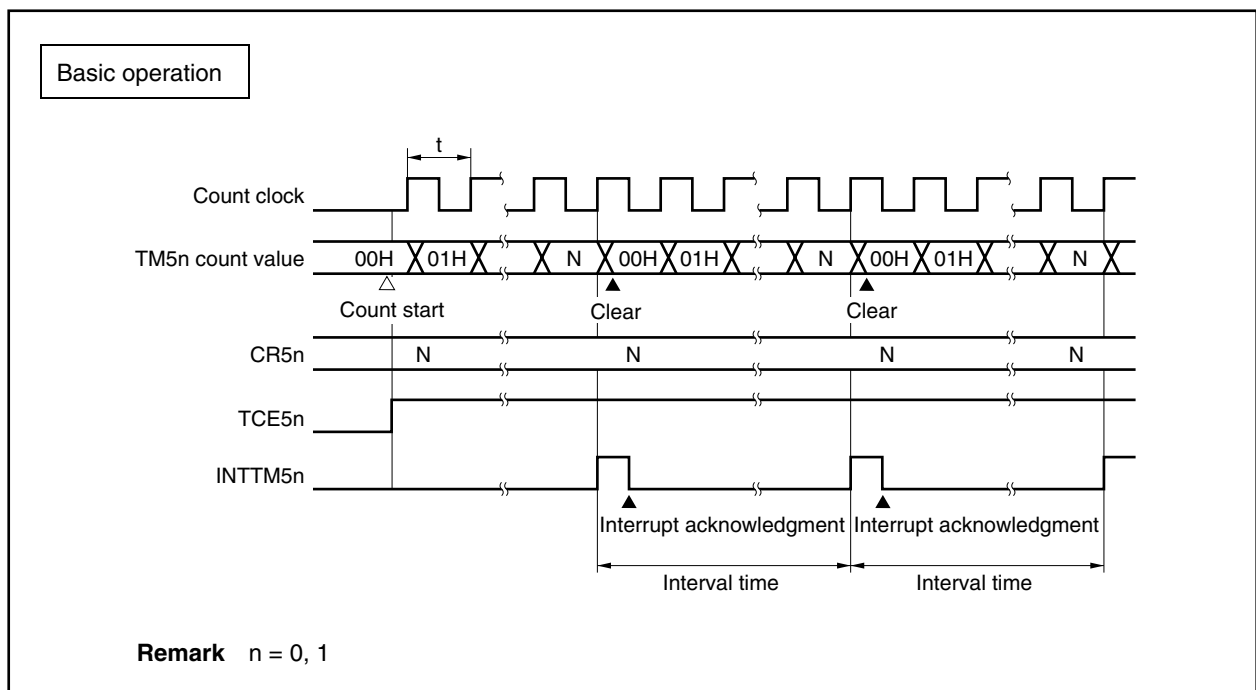 Basic operation
t
Count clock
TM5n count value 00H 01H N 00H 01H N 00H 01H N
Count start Clear Clear
CR5n N N N N
TCE5n
INTTM5n
Interrupt acknowledgment Interrupt acknowledgment
Interval time Interval time
Remark n = 0, 1